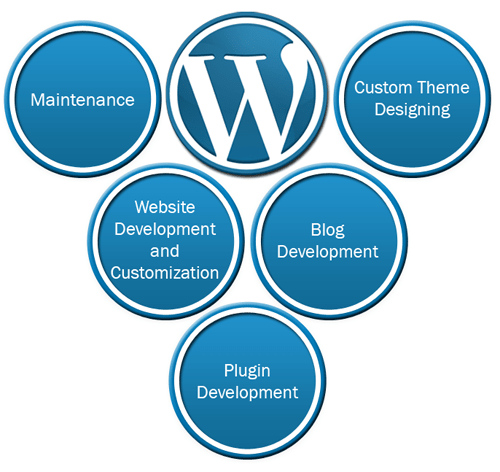 Maintenance
W
Custom Theme
Designing
Website
Development
and
Customization
Blog
Development
Plugin
Development